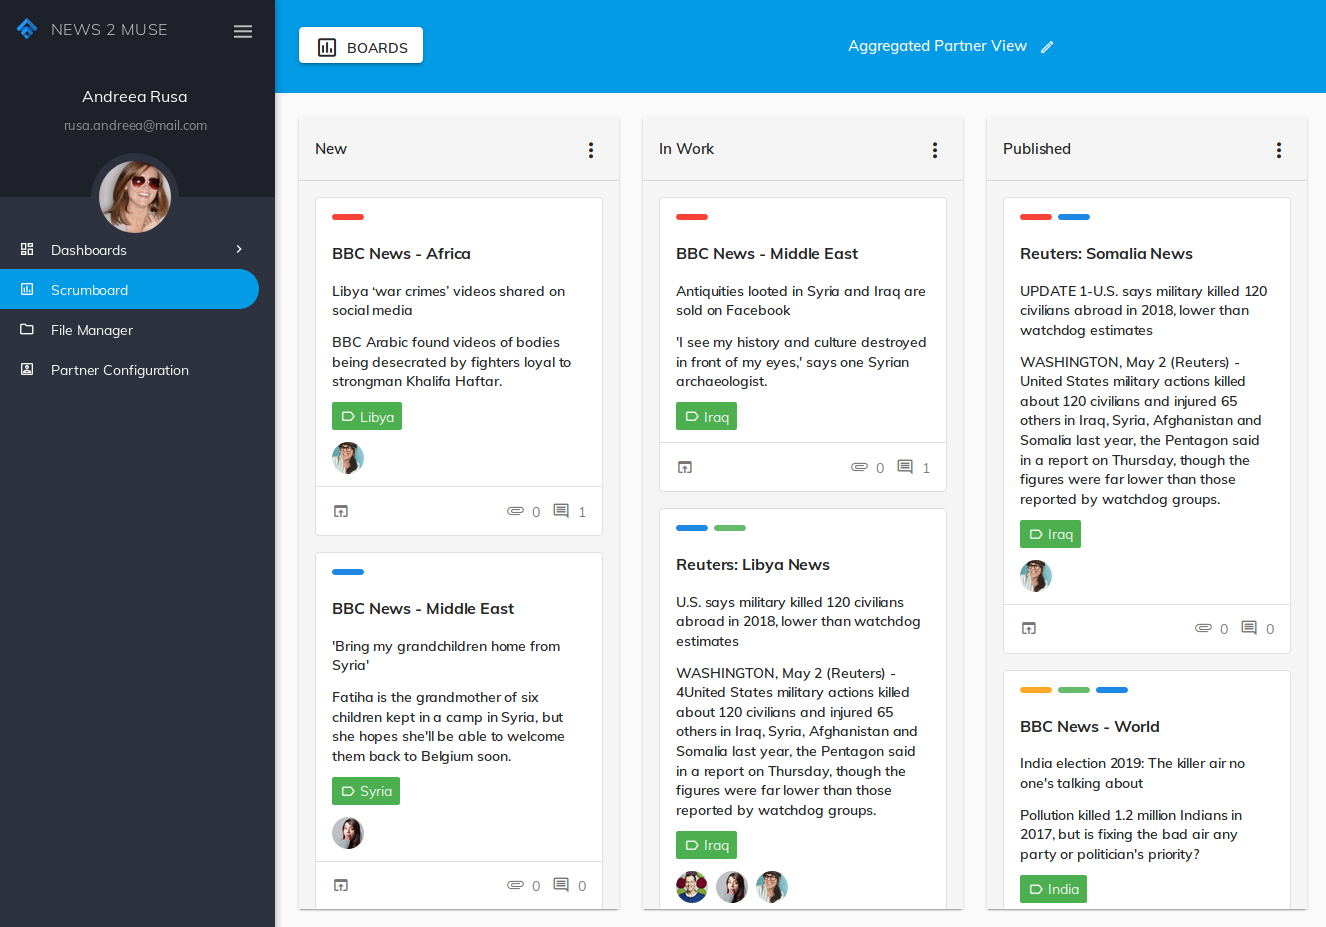 NEWS 2 MUSE
Andreea Rusa
rusa.andreea@mail.com
Dashboards
Scrumboard
File Manager
Partner Configuration
BOARDS
Aggregated Partner View
New
BBC News - Africa
Libya ‘war crimes’ videos shared on
social media
BBC Arabic found videos of bodies
being desecrated by fighters loyal to
strongman Khalifa Haftar.
Libya
0 1
BBC News - Middle East
'Bring my grandchildren home from
Syria'
Fatiha is the grandmother of six
children kept in a camp in Syria, but
she hopes she'll be able to welcome
them back to Belgium soon.
Syria
0 0
In Work
BBC News - Middle East
Antiquities looted in Syria and Iraq are
sold on Facebook
'I see my history and culture destroyed
in front of my eyes,' says one Syrian
archaeologist.
Iraq
0 1
Reuters: Libya News
U.S. says military killed 120 civilians
abroad in 2018, lower than watchdog
estimates
WASHINGTON, May 2 (Reuters) -
4United States military actions killed
about 120 civilians and injured 65
others in Iraq, Syria, Afghanistan and
Somalia last year, the Pentagon said
in a report on Thursday, though the
figures were far lower than those
reported by watchdog groups.
Iraq
Published
Reuters: Somalia News
UPDATE 1-U.S. says military killed 120
civilians abroad in 2018, lower than
watchdog estimates
WASHINGTON, May 2 (Reuters) -
United States military actions killed
about 120 civilians and injured 65
others in Iraq, Syria, Afghanistan and
Somalia last year, the Pentagon said
in a report on Thursday, though the
figures were far lower than those
reported by watchdog groups.
Iraq
0 0
BBC News - World
India election 2019: The killer air no
one's talking about
Pollution killed 1.2 million Indians in
2017, but is fixing the bad air any
party or politician's priority?
India